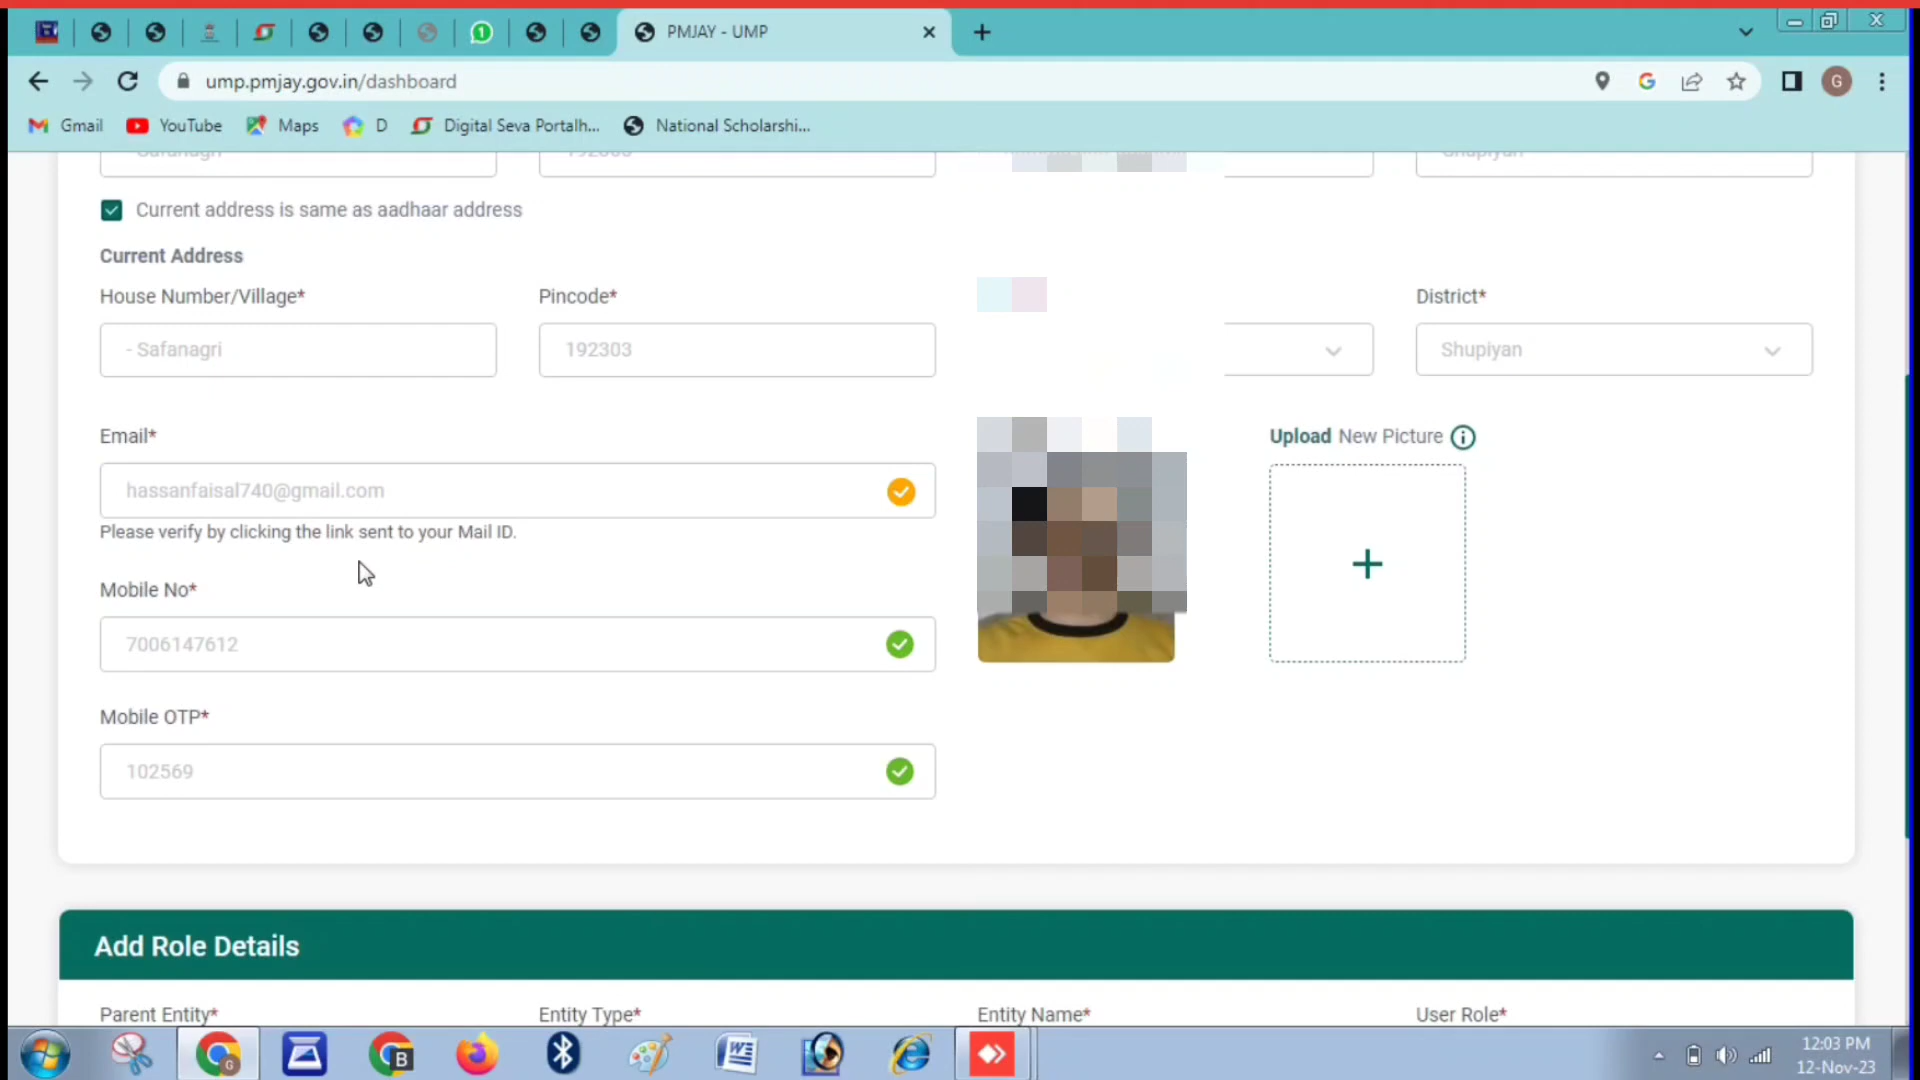 1
PMJAY - UMP
ump.pmjay.gov.in/dashboard
G
Gmail
YouTube
Maps
D
Digital Seva Portalh...
National Scholarshi...
Current address is same as aadhaar address
Current Address
House Number/Village*
Pincode*
District*
- Safanagri
192303
Shupiyan
Email*
Upload New Picture
hassanfaisal740@gmail.com
Please verify by clicking the link sent to your Mail ID.
Mobile No*
7006147612
Mobile OTP*
102569
Add Role Details
Parent Entity*
Entity Type*
Entity Name*
User Role*
12:03 PM
12-Nov-23